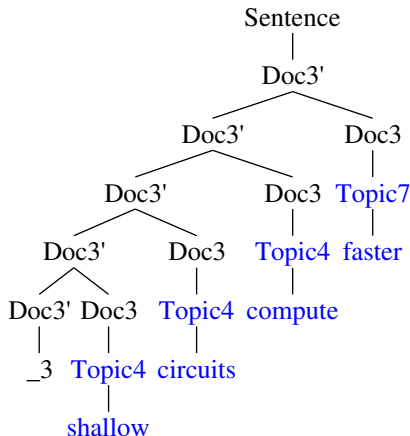 Sentence
Doc3'
Doc3' Doc3
Doc3' Doc3 Topic7
Doc3' Doc3 Topic4 faster
Doc3' Doc3 Topic4 compute
_3 Topic4 circuits
shallow